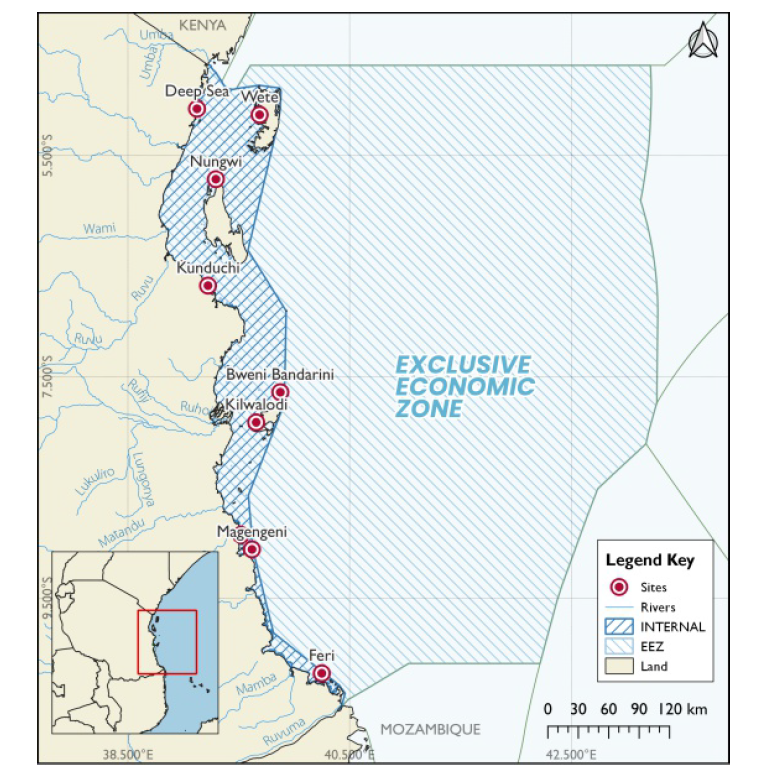 KENYA
Umba
Umba
Deep Sea
Wete
5.500°S
Nungwi
Wami
Kunduchi
Ruvu
Ruvu
EXCLUSIVE
ECONOMIC
ZONE
Bweni Bandarini
7.500°S
Ruhoi
Kilwalodi
Lukuliro
Lungonya
Matandu
Magengeni
9.500°S
Legend Key
Sites
Rivers
INTERNAL
EEZ
Land
Feri
Mamba
Ruvuma
MOZAMBIQUE
0 30 60 90 120 km
38.500°E
40.500°E
42.500°E